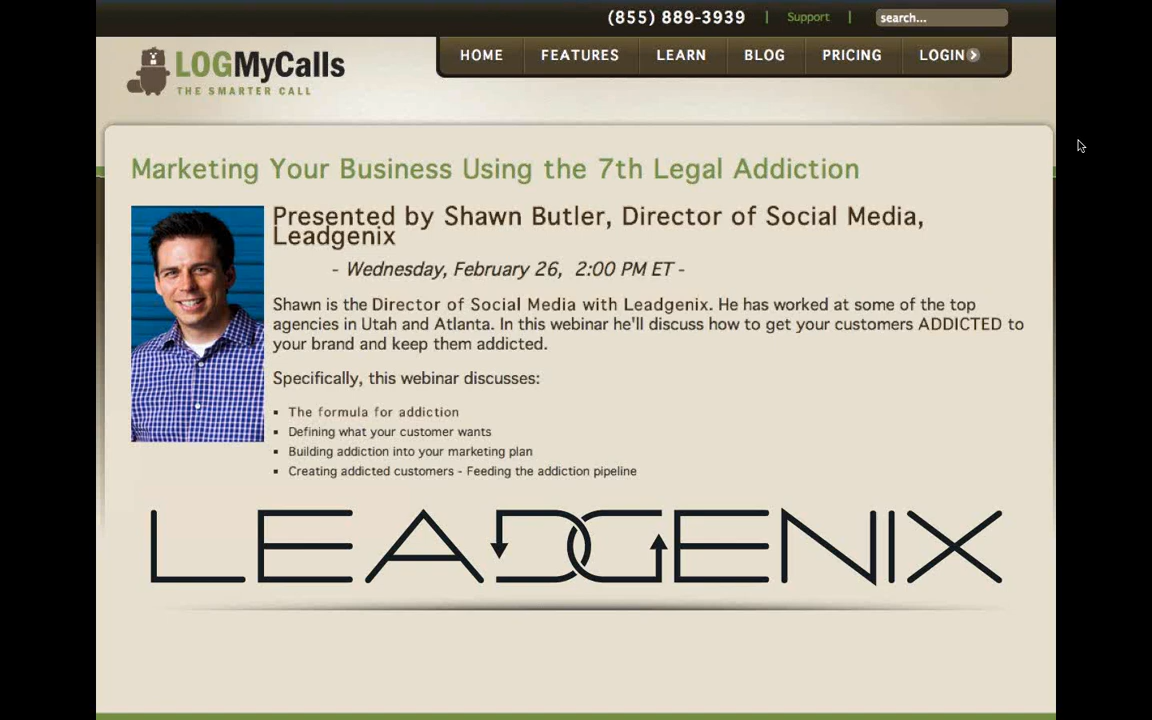 (855) 889-3939 | Support | search...
LOGMyCalls
THE SMARTER CALL
HOME FEATURES LEARN BLOG PRICING LOGIN
Marketing Your Business Using the 7th Legal Addiction
Presented by Shawn Butler, Director of Social Media,
Leadgenix
- Wednesday, February 26, 2:00 PM ET -
Shawn is the Director of Social Media with Leadgenix. He has worked at some of the top
agencies in Utah and Atlanta. In this webinar he'll discuss how to get your customers ADDICTED to
your brand and keep them addicted.
Specifically, this webinar discusses:
▪ The formula for addiction
▪ Defining what your customer wants
▪ Building addiction into your marketing plan
▪ Creating addicted customers - Feeding the addiction pipeline
LEADGENIX